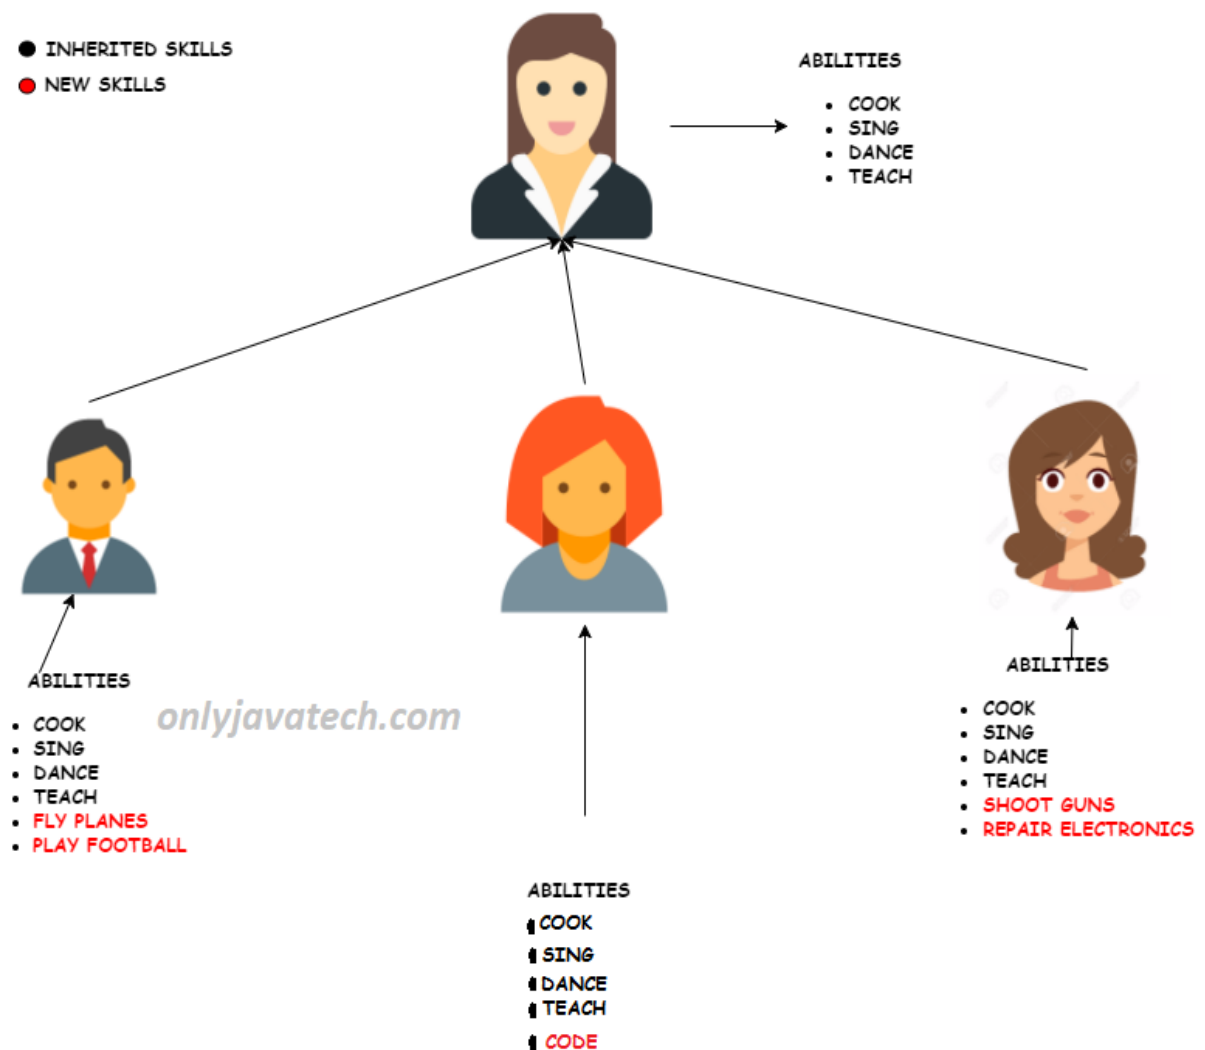 INHERITED SKILLS
NEW SKILLS
ABILITIES
COOK
SING
DANCE
TEACH
ABILITIES
COOK
SING
DANCE
TEACH
FLY PLANES
PLAY FOOTBALL
onlyjavatech.com
ABILITIES
COOK
SING
DANCE
TEACH
CODE
ABILITIES
COOK
SING
DANCE
TEACH
SHOOT GUNS
REPAIR ELECTRONICS